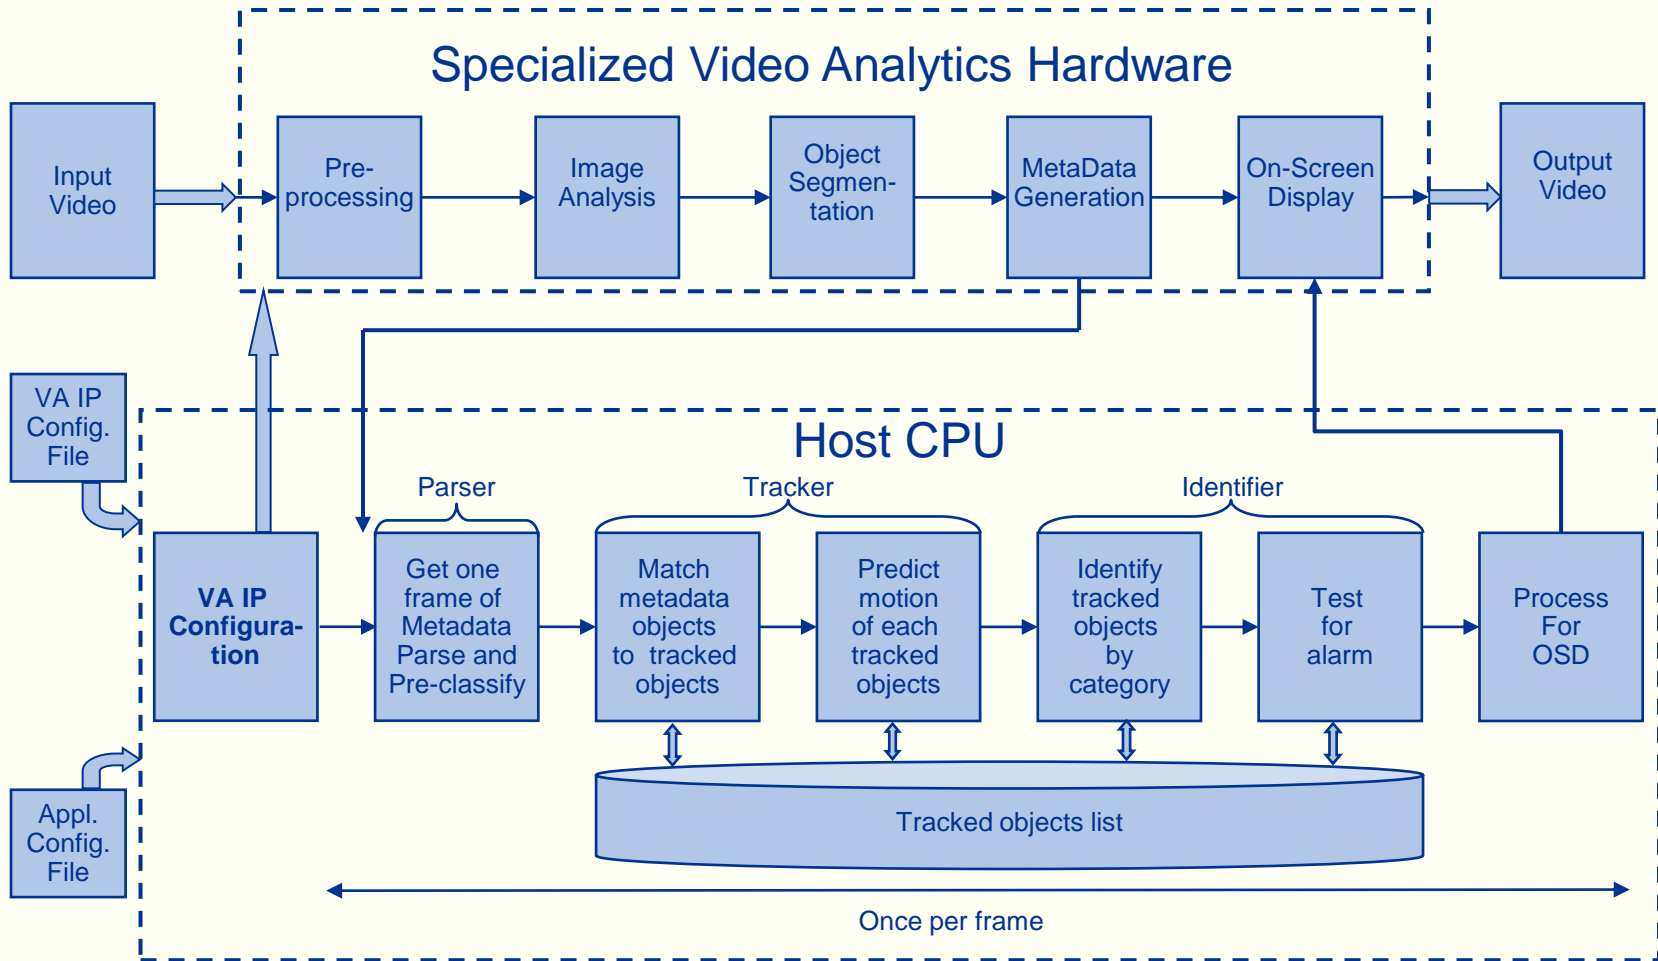 Specialized Video Analytics Hardware
Input
Video
Pre-
processing
Image
Analysis
Object
Segmen-
tation
MetaData
Generation
On-Screen
Display
Output
Video
VA IP
Config.
File
Host CPU
Parser
Tracker
Identifier
VA IP
Configura-
tion
Get one
frame of
Metadata
Parse and
Pre-classify
Match
metadata
objects
to tracked
objects
Predict
motion
of each
tracked
objects
Identify
tracked
objects
by
category
Test
for
alarm
Process
For
OSD
Appl.
Config.
File
Tracked objects list
Once per frame